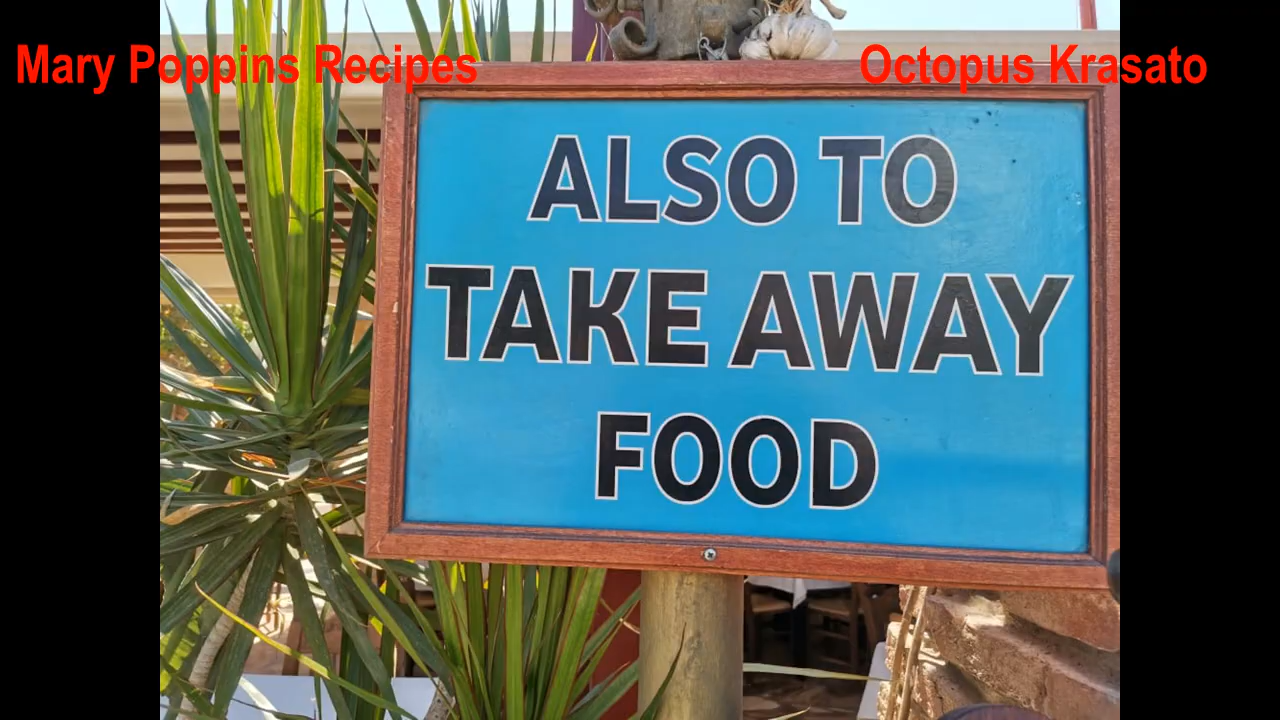 Mary Poppins Recipes
Octopus Krasato
ALSO TO
TAKE AWAY
FOOD